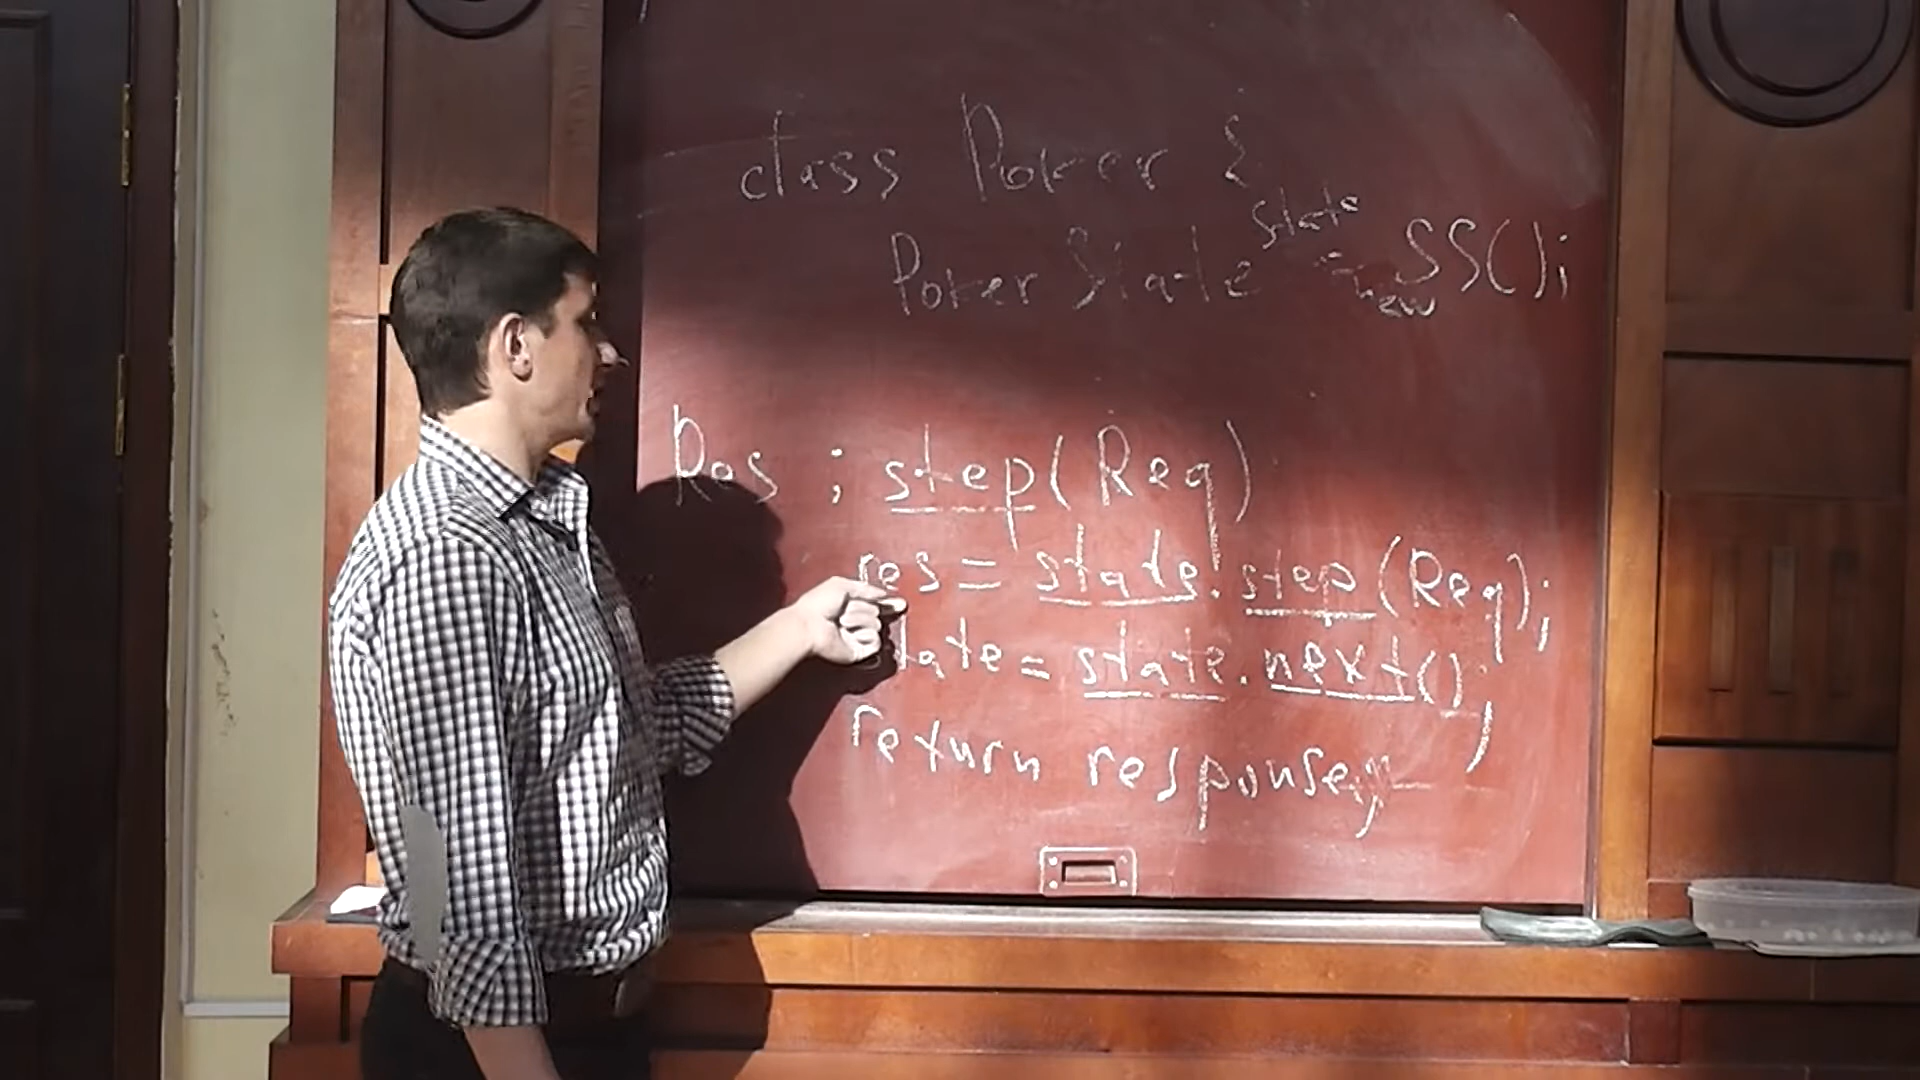 class Poker {
Poker State state = new SS();
Res ; step(Req)
res = state.step(Req);
state = state.next();
return response;